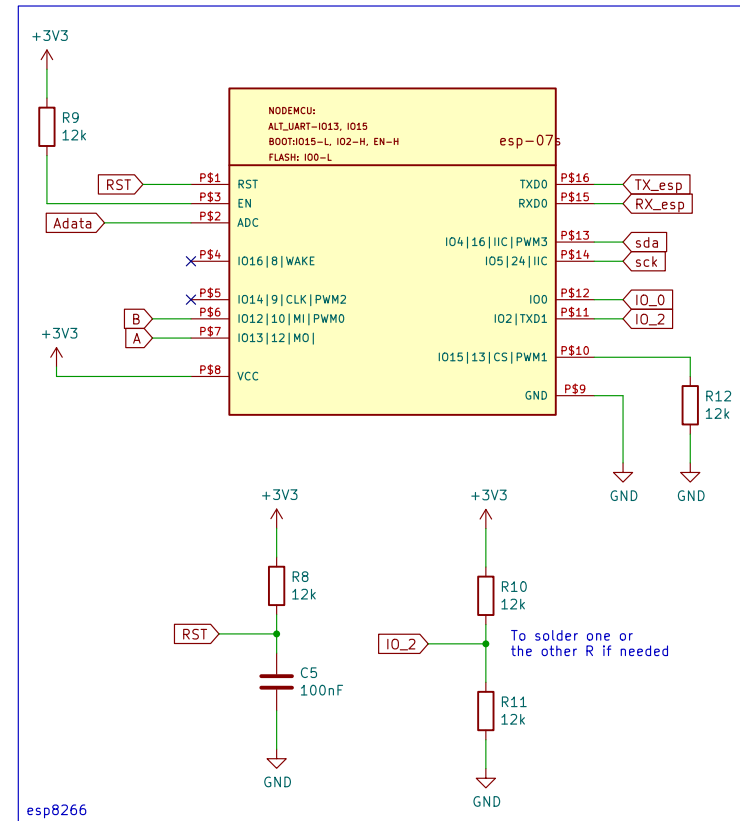 +3V3
R9
12k
NODEMCU:
ALT_UART-IO13, IO15
BOOT:IO15-L, IO2-H, EN-H
FLASH: IO0-L
esp-07s
RST
P$1
RST
P$3
EN
Adata
P$2
ADC
P$4
IO16|8|WAKE
P$5
IO14|9|CLK|PWM2
B
P$6
IO12|10|MI|PWM0
A
P$7
IO13|12|MO|
+3V3
P$8
VCC
TXD0
P$16
TX_esp
RXD0
P$15
RX_esp
IO4|16|IIC|PWM3
P$13
sda
IO5|24|IIC
P$14
sck
IO0
P$12
IO_0
IO2|TXD1
P$11
IO_2
IO15|13|CS|PWM1
P$10
GND
P$9
R12
12k
GND
GND
+3V3
R8
12k
RST
C5
100nF
GND
+3V3
R10
12k
IO_2
To solder one or
the other R if needed
R11
12k
GND
esp8266